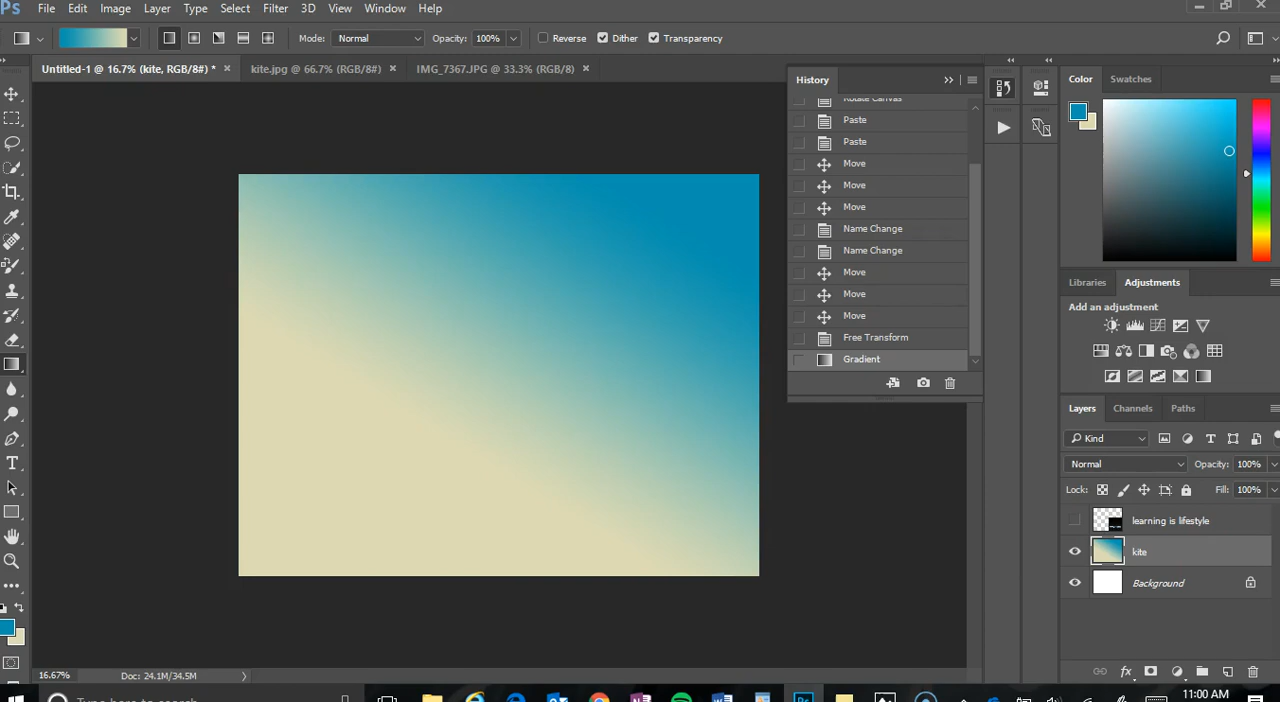 Ps File Edit Image Layer Type Select Filter 3D View Window Help
Mode: Normal Opacity: 100% Reverse Dither Transparency
Untitled-1 @ 16.7% (kite, RGB/8#) * × kite.jpg @ 66.7% (RGB/8#) × IMG_7367.JPG @ 33.3% (RGB/8) ×
History
Rotate Canvas
Paste
Paste
Move
Move
Move
Name Change
Name Change
Move
Move
Move
Free Transform
Gradient
Color Swatches
Libraries Adjustments
Add an adjustment
Layers Channels Paths
Kind
Normal Opacity: 100%
Lock: Fill: 100%
learning is lifestyle
kite
Background
fx
16.67% Doc: 24.1M/34.5M
Type here to search
11:00 AM